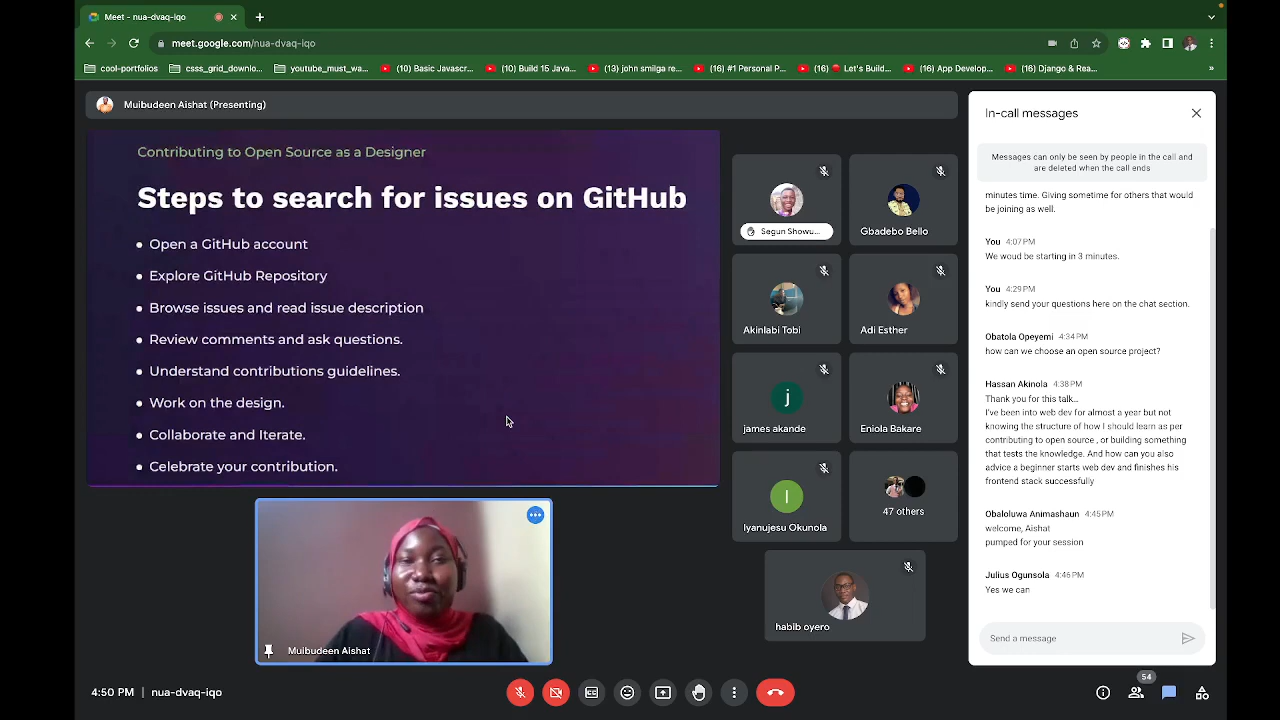 Meet - nua-dvaq-iqo
meet.google.com/nua-dvaq-iqo
cool-portfolios
csss_grid_downlo...
youtube_must_wa...
(10) Basic Javascr...
(10) Build 15 Java...
(13) john smilga re...
(16) #1 Personal P...
(16) Let's Build...
(16) App Develop...
(16) Django & Rea...
»
Muibudeen Aishat (Presenting)
Contributing to Open Source as a Designer
Steps to search for issues on GitHub
• Open a GitHub account
• Explore GitHub Repository
• Browse issues and read issue description
• Review comments and ask questions.
• Understand contributions guidelines.
• Work on the design.
• Collaborate and Iterate.
• Celebrate your contribution.
Muibudeen Aishat
Segun Showu...
Gbadebo Bello
Akinlabi Tobi
Adi Esther
j
james akande
Eniola Bakare
I
Iyanujesu Okunola
47 others
habib oyero
In-call messages
Messages can only be seen by people in the call and
are deleted when the call ends
minutes time. Giving sometime for others that would
be joining as well.
You 4:07 PM
We woud be starting in 3 minutes.
You 4:29 PM
kindly send your questions here on the chat section.
Obatola Opeyemi 4:34 PM
how can we choose an open source project?
Hassan Akinola 4:38 PM
Thank you for this talk...
I've been into web dev for almost a year but not
knowing the structure of how I should learn as per
contributing to open source , or building something
that tests the knowledge. And how can you also
advice a beginner starts web dev and finishes his
frontend stack successfully
Obaloluwa Animashaun 4:45 PM
welcome, Aishat
pumped for your session
Julius Ogunsola 4:46 PM
Yes we can
Send a message
4:50 PM | nua-dvaq-iqo
54